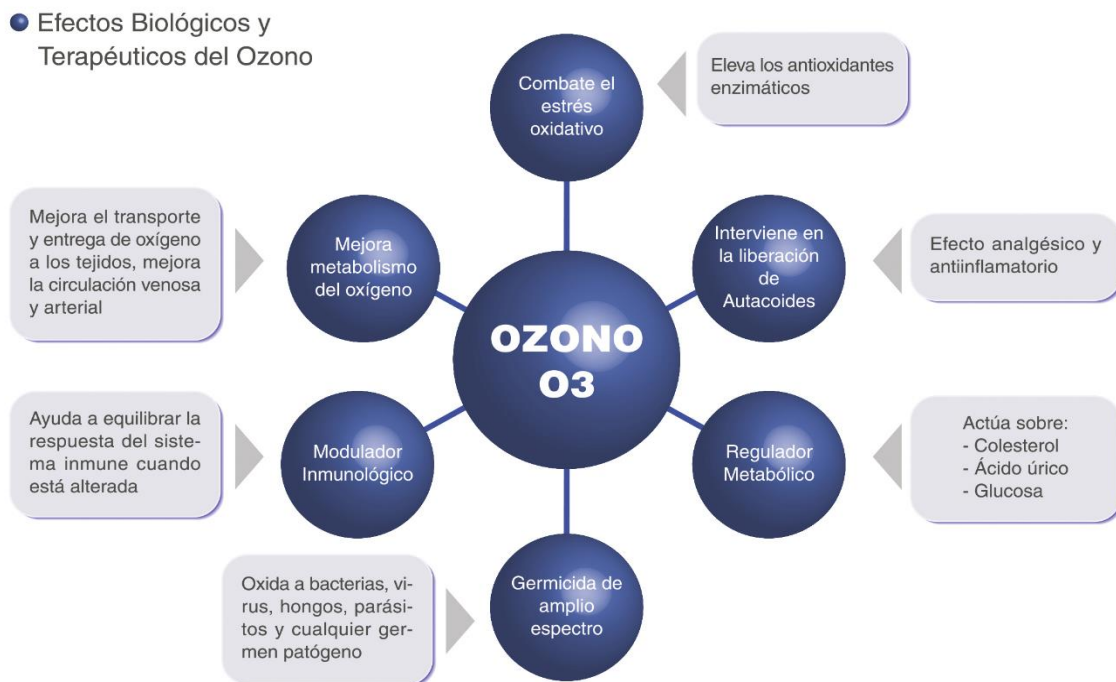 Efectos Biológicos y
Terapéuticos del Ozono
Combate el
estrés
oxidativo
Eleva los antioxidantes
enzimáticos
Mejora el transporte
y entrega de oxígeno
a los tejidos, mejora
la circulación venosa
y arterial
Mejora
metabolismo
del oxígeno
Interviene en
la liberación
de
Autacoides
Efecto analgésico y
antiinflamatorio
OZONO
O3
Ayuda a equilibrar la
respuesta del siste-
ma inmune cuando
está alterada
Modulador
Inmunológico
Regulador
Metabólico
Actúa sobre:
- Colesterol
- Ácido úrico
- Glucosa
Oxida a bacterias, vi-
rus, hongos, parási-
tos y cualquier ger-
men patógeno
Germicida de
amplio
espectro